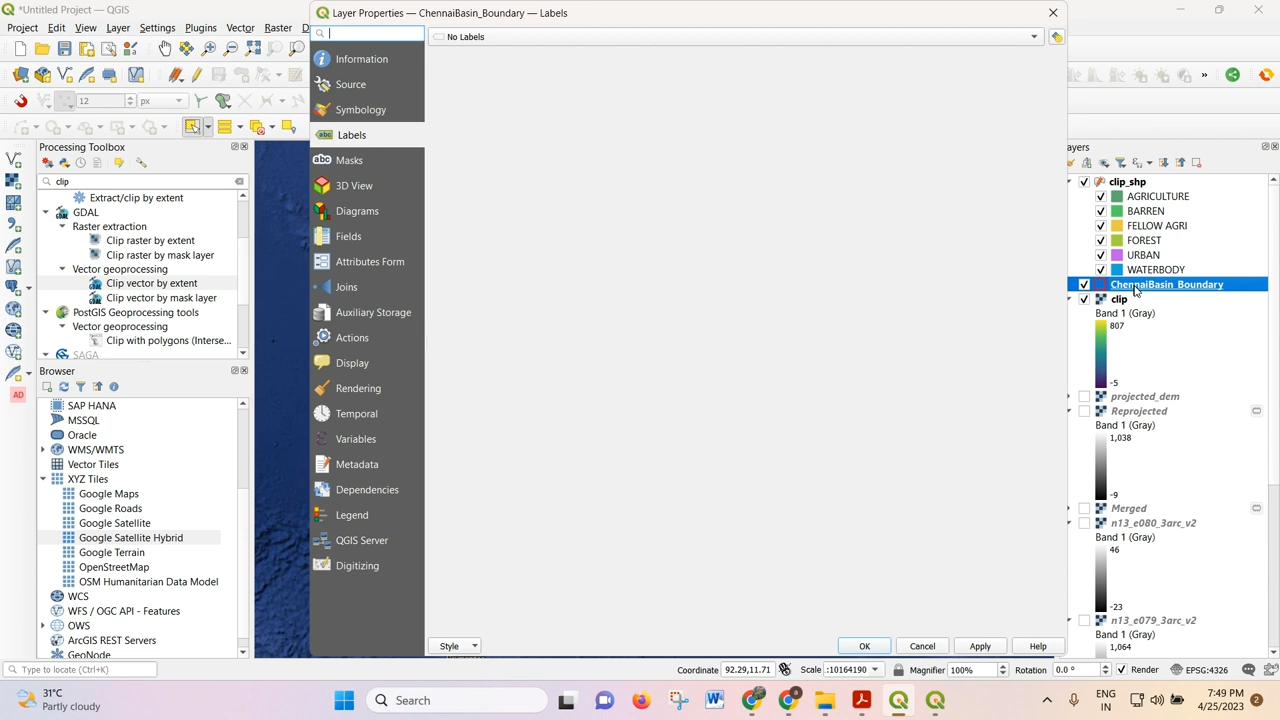 *Untitled Project — QGIS
Layer Properties — ChennaiBasin_Boundary — Labels
Project Edit View Layer Settings Plugins Vector Raster D
No Labels
12 px
Information
Source
Symbology
abc Labels
abc Masks
3D View
Diagrams
Fields
Attributes Form
Joins
Auxiliary Storage
Actions
Display
Rendering
Temporal
Variables
Metadata
Dependencies
Legend
QGIS Server
Digitizing
Style OK Cancel Apply Help
Processing Toolbox
clip
Extract/clip by extent
GDAL
Raster extraction
Clip raster by extent
Clip raster by mask layer
Vector geoprocessing
Clip vector by extent
Clip vector by mask layer
PostGIS Geoprocessing tools
Vector geoprocessing
Clip with polygons (Interse...
SAGA
Browser
SAP HANA
MSSQL
Oracle
WMS/WMTS
Vector Tiles
XYZ Tiles
Google Maps
Google Roads
Google Satellite
Google Satellite Hybrid
Google Terrain
OpenStreetMap
OSM Humanitarian Data Model
WCS
WFS / OGC API - Features
OWS
ArcGIS REST Servers
GeoNode
AD
ayers
clip_shp
AGRICULTURE
BARREN
FELLOW AGRI
FOREST
URBAN
WATERBODY
ChennaiBasin_Boundary
clip
Band 1 (Gray)
807
-5
projected_dem
Reprojected
Band 1 (Gray)
1,038
-9
Merged
n13_e080_3arc_v2
Band 1 (Gray)
46
-23
n13_e079_3arc_v2
Band 1 (Gray)
1,064
Type to locate (Ctrl+K) Coordinate 92.29,11.71 Scale :10164190 Magnifier 100% Rotation 0.0 ° Render EPSG:4326
31°C
Partly cloudy
Search
ENG
IN
7:49 PM
4/25/2023
2